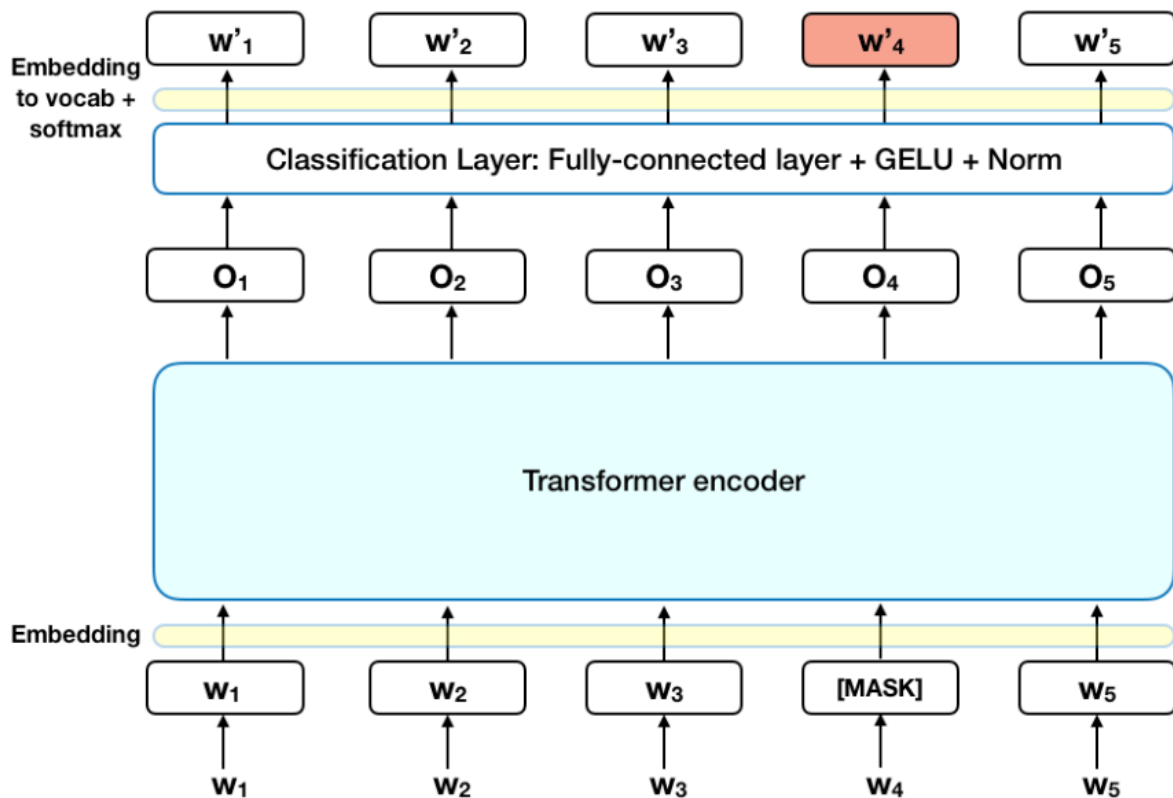 w'₁ w'₂ w'₃ w'₄ w'₅
Embedding
to vocab +
softmax
Classification Layer: Fully-connected layer + GELU + Norm
O₁ O₂ O₃ O₄ O₅
Transformer encoder
Embedding
w₁ w₂ w₃ [MASK] w₅
w₁ w₂ w₃ w₄ w₅